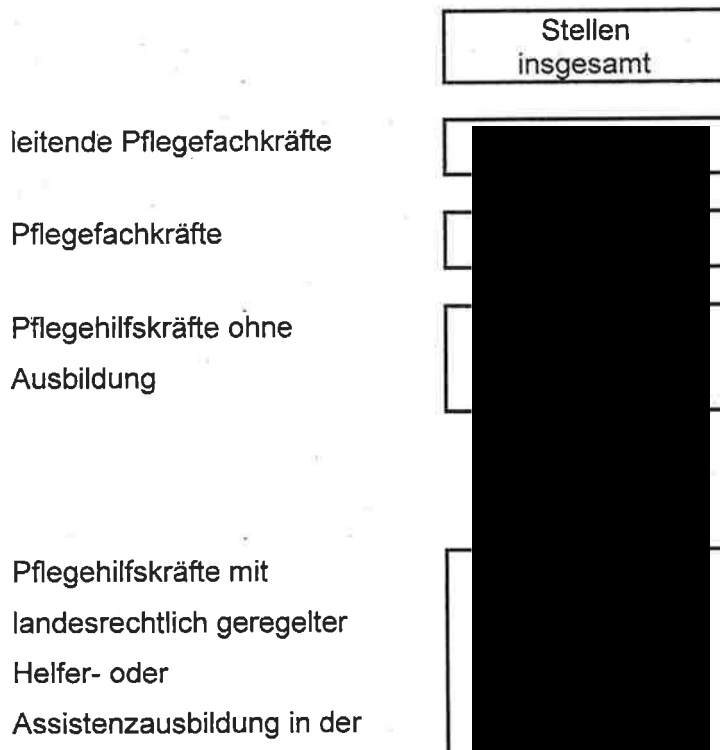 Stellen
insgesamt
leitende Pflegefachkräfte
Pflegefachkräfte
Pflegehilfskräfte ohne
Ausbildung
Pflegehilfskräfte mit
landesrechtlich geregelter
Helfer- oder
Assistenzausbildung in der